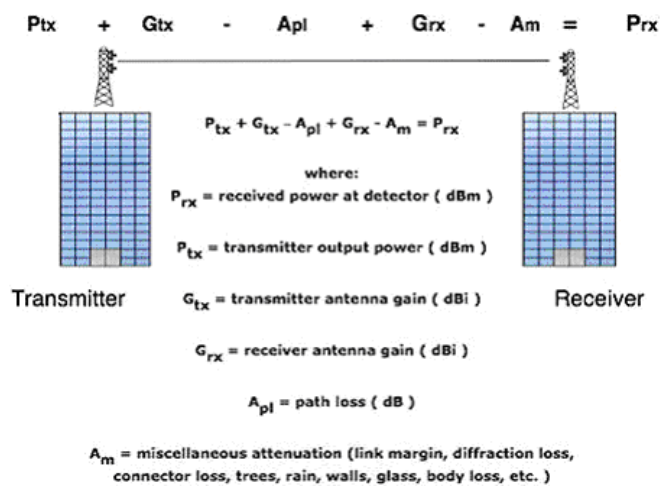 Ptx + Gtx - Apl + Grx - Am = Prx
Ptx + Gtx - Apl + Grx - Am = Prx
where:
Prx = received power at detector ( dBm )
Ptx = transmitter output power ( dBm )
Transmitter
Receiver
Gtx = transmitter antenna gain ( dBi )
Grx = receiver antenna gain ( dBi )
Apl = path loss ( dB )
Am = miscellaneous attenuation (link margin, diffraction loss,
connector loss, trees, rain, walls, glass, body loss, etc. )